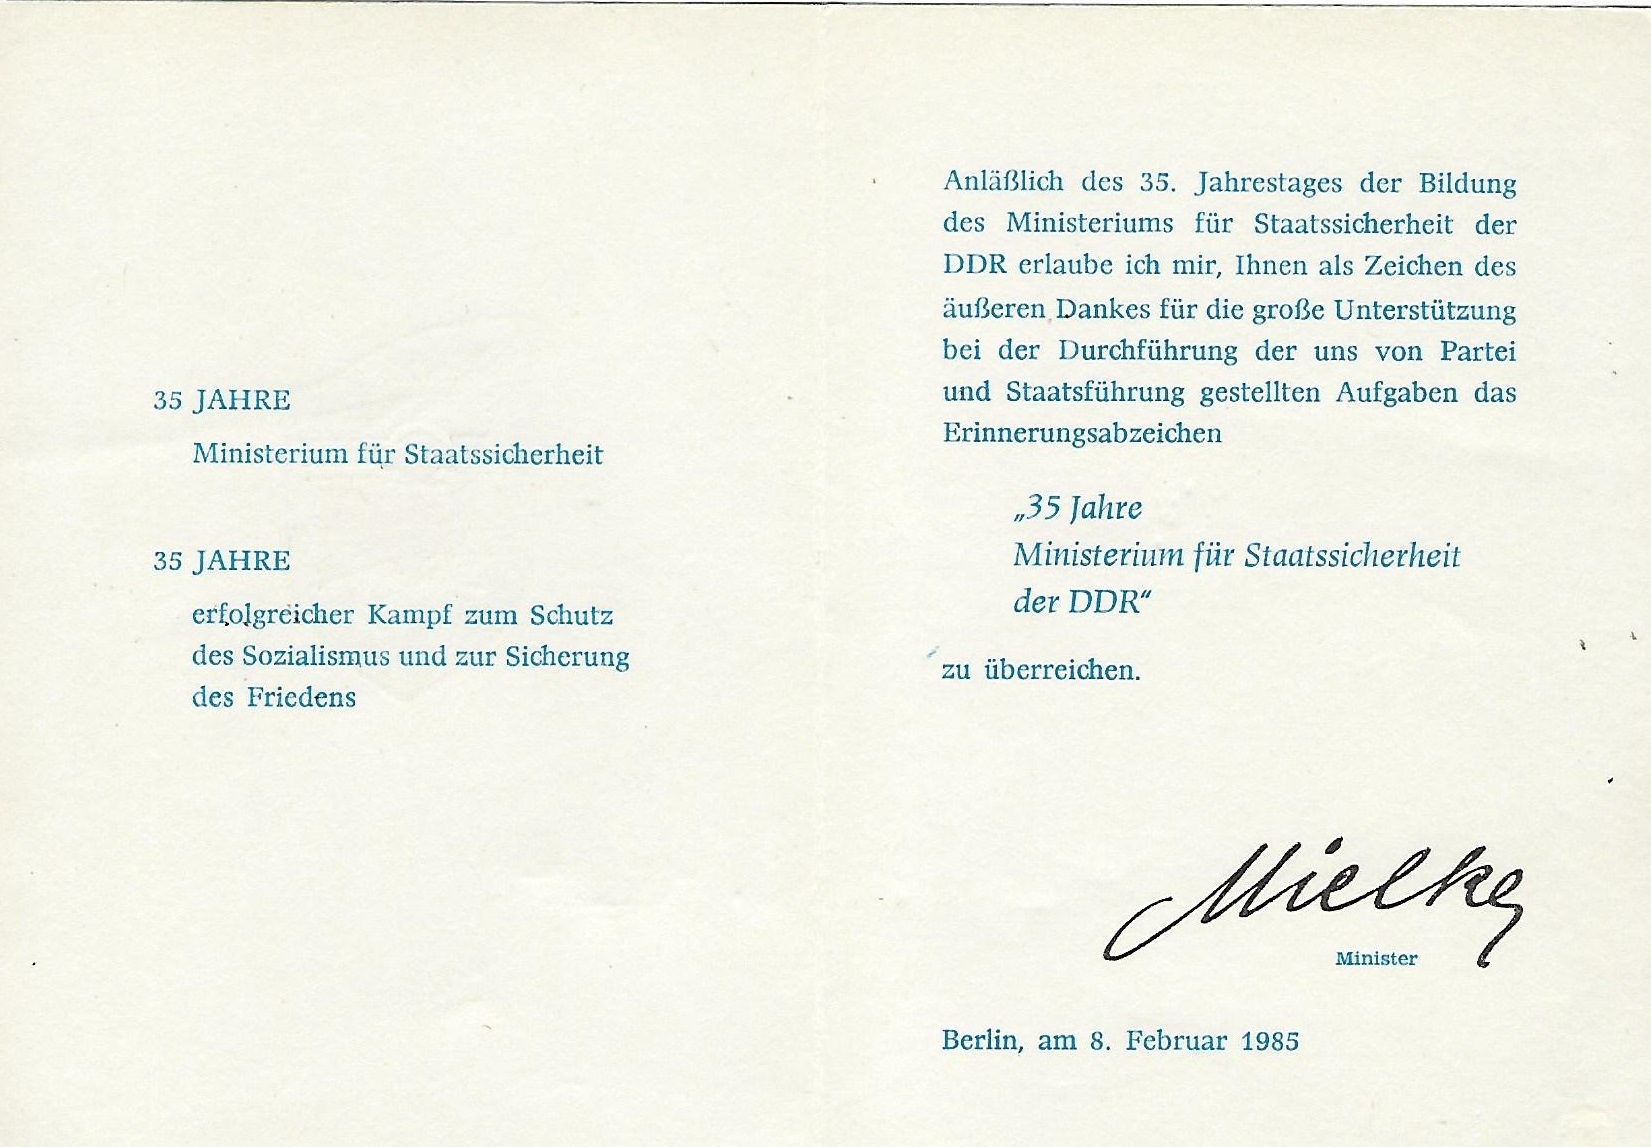 35 JAHRE
Ministerium für Staatssicherheit
35 JAHRE
erfolgreicher Kampf zum Schutz
des Sozialismus und zur Sicherung
des Friedens
Anläßlich des 35. Jahrestages der Bildung
des Ministeriums für Staatssicherheit der
DDR erlaube ich mir, Ihnen als Zeichen des
äußeren Dankes für die große Unterstützung
bei der Durchführung der uns von Partei
und Staatsführung gestellten Aufgaben das
Erinnerungsabzeichen
„35 Jahre
Ministerium für Staatssicherheit
der DDR“
zu überreichen.
Mielke
Minister
Berlin, am 8. Februar 1985